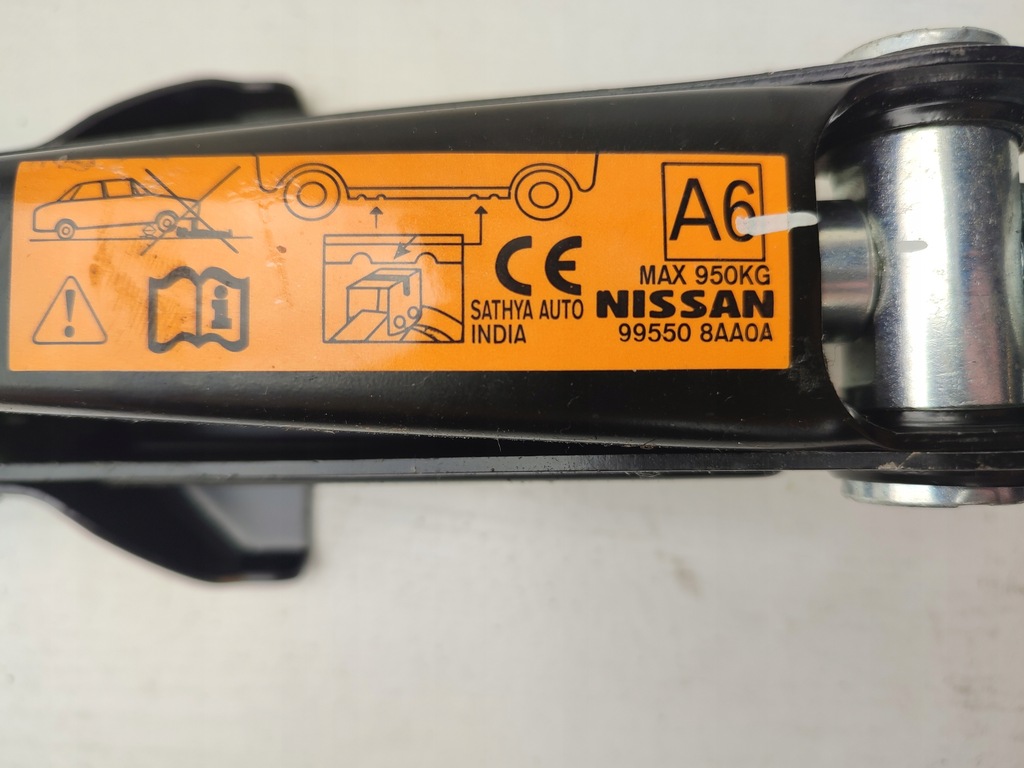 A6
MAX 950KG
CE
SATHYA AUTO
INDIA
NISSAN
99550 8AA0A
i